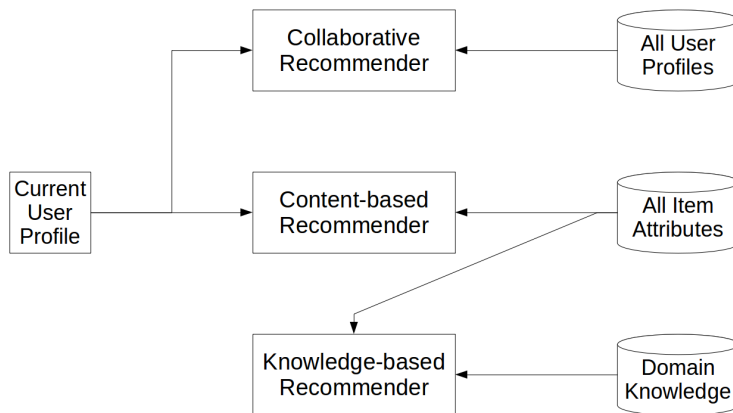 Collaborative
Recommender
All User
Profiles
Current
User
Profile
Content-based
Recommender
All Item
Attributes
Knowledge-based
Recommender
Domain
Knowledge